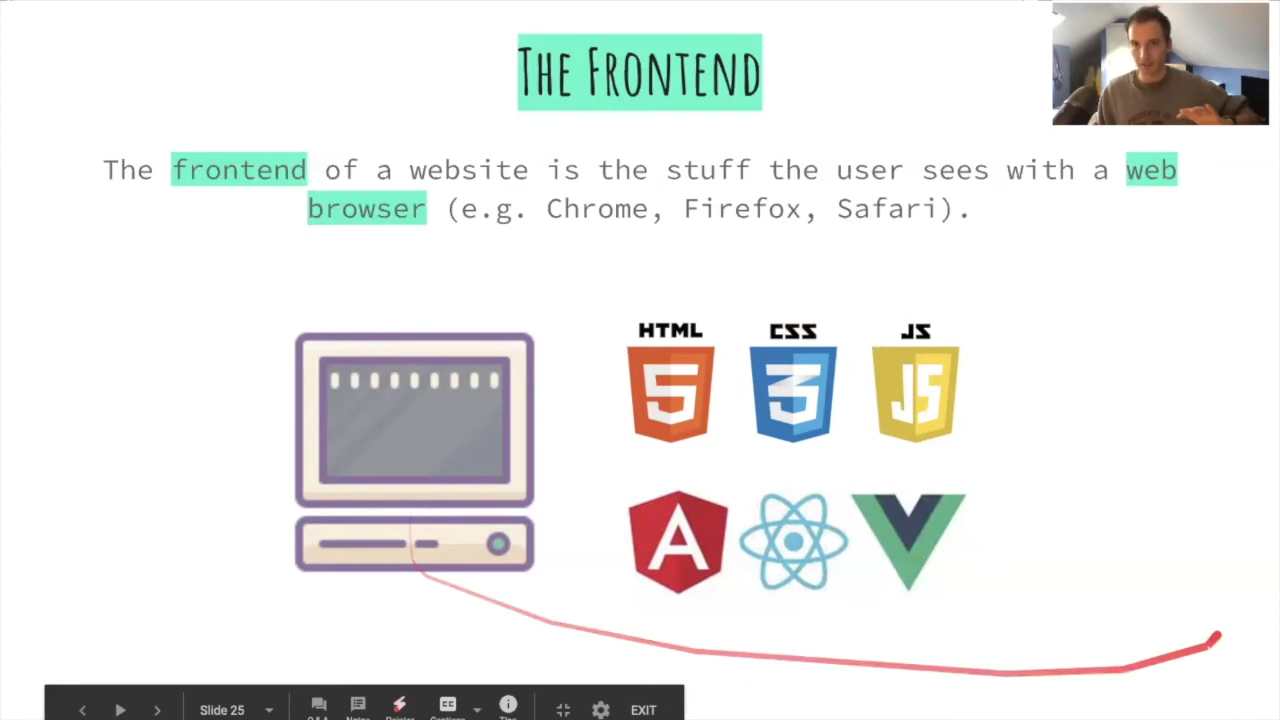 The Frontend
The frontend of a website is the stuff the user sees with a web
browser (e.g. Chrome, Firefox, Safari).
HTML CSS JS
5 3 JS
A
Slide 25 CC EXIT